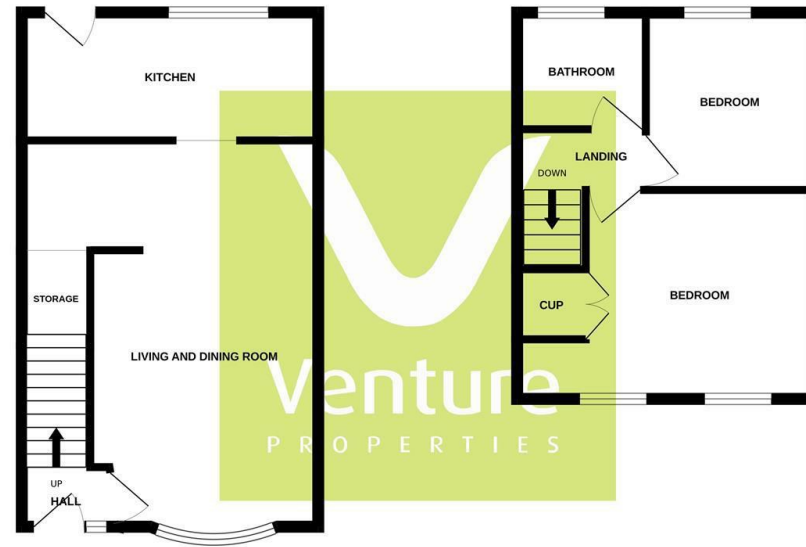 KITCHEN
STORAGE
LIVING AND DINING ROOM
UP
HALL
BATHROOM
BEDROOM
LANDING
DOWN
CUP
BEDROOM
Venture
PROPERTIES